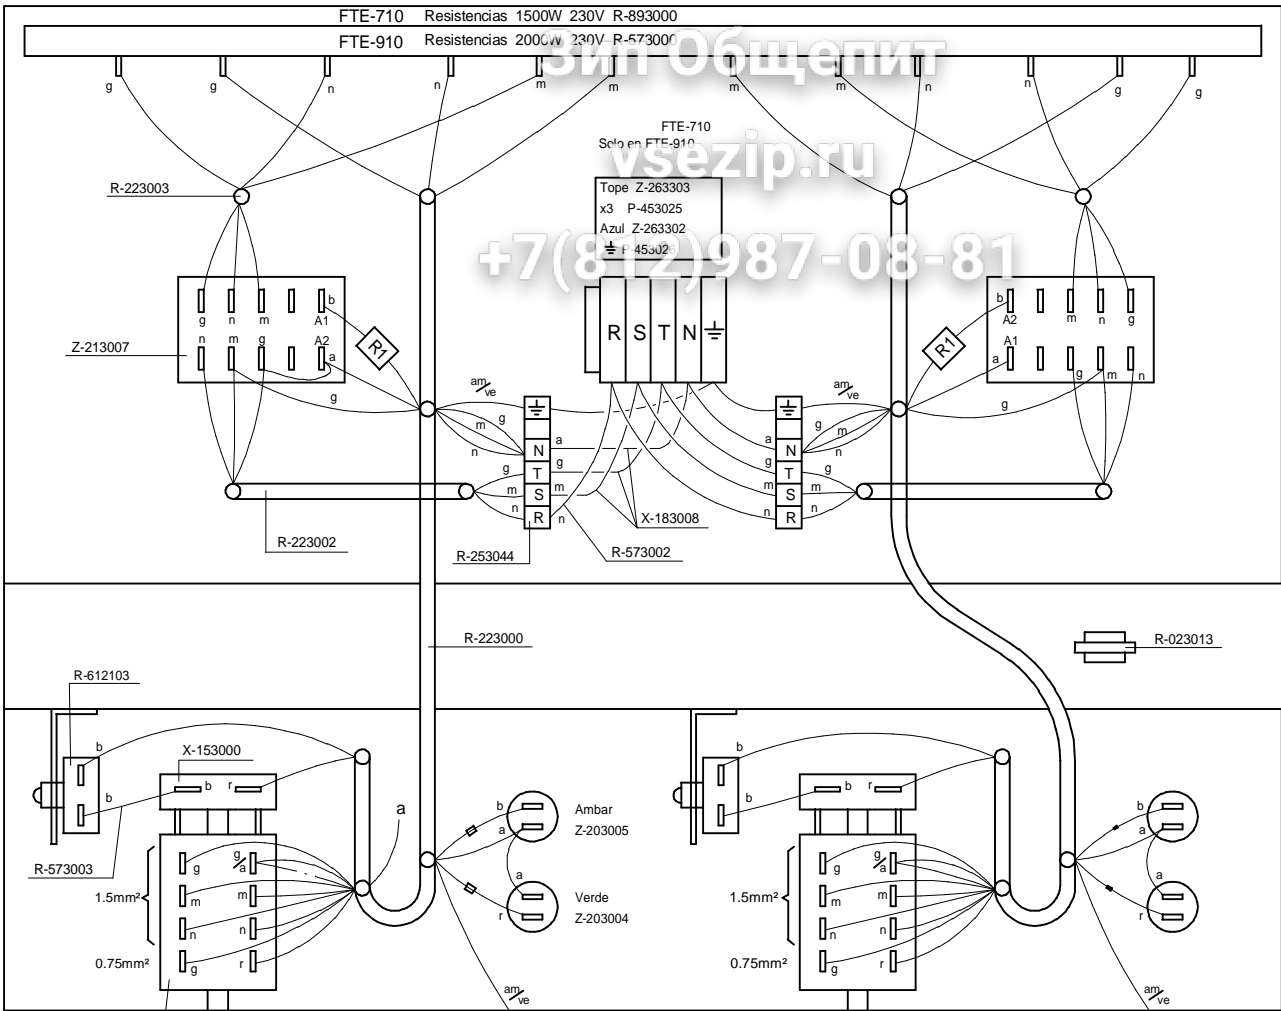 FTE-710 Resistencias 1500W 230V R-893000
FTE-910 Resistencias 2000W 230V R-573000
Зип Общепит
g g n n m m m m n n g g
FTE-710
Solo en FTE-910
vsezip.ru
R-223003
Tope Z-263303
x3 P-453025
Azul Z-263302
P-453026
+7(812)987-08-81
g n m A1 b
b A2 m n g
R S T N
Z-213007
n m g A2 a
R1
R1
a A1 g m n
g
am/ve
am/ve
g
g m n
g m n
N a
a N
g T g
g T g
m S m
m S m
n R n
n R n
X-183008
R-223002
R-253044
R-573002
R-223000
R-023013
R-612103
b
X-153000
b r
b
b
b r
b
a
b
a
Ambar
Z-203005
b
a
R-573003
g g/a
a
g g/a
a
1.5mm²
m m
r
Verde
Z-203004
1.5mm²
m m
r
n n
n n
0.75mm²
g r
0.75mm²
g r
am/ve
am/ve